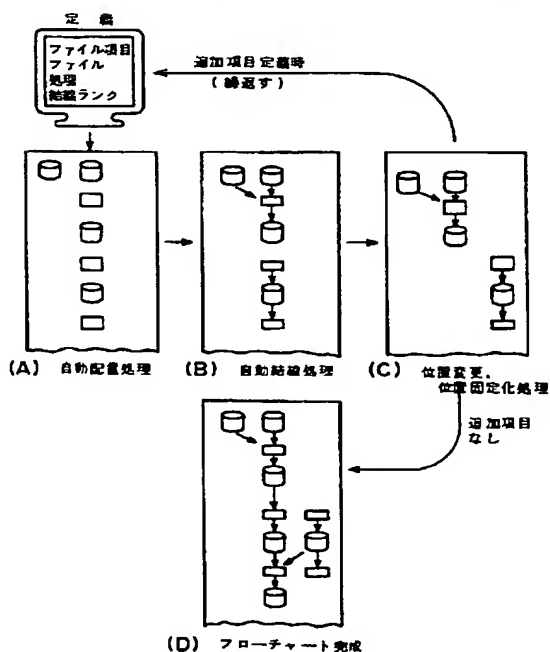 定義
ファイル項目
ファイル
処理
結線ランク
追加項目定義時
(繰返す)
(A) 自動配置処理
(B) 自動結線処理
(C) 位置変更、
位置固定化処理
追加項目
なし
(D) フローチャート完成